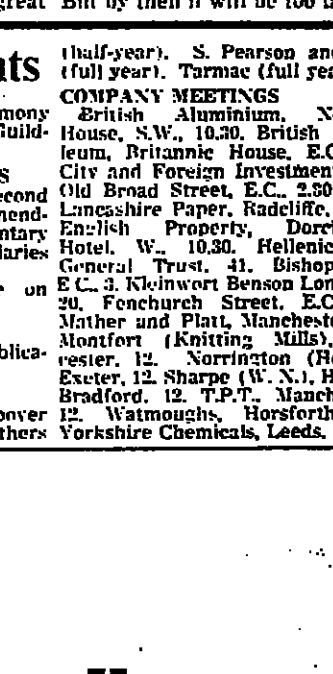 great But by then it will be too
nts
mony
Guild-
S
econd
mend-
ntary
iaries
e on
blica-
nover
thers
(half-year). S. Pearson and
(full year). Tarmac (full yea
COMPANY MEETINGS
British Aluminium, N
House, S.W., 10.30. British
leum, Britannic House, E.C
City and Foreign Investmen
Old Broad Street, E.C., 2.30
Lancashire Paper, Radcliffe,
English Property, Dorc
Hotel, W., 10.30. Hellenic
General Trust, 41, Bishop
E.C., 3. Kleinwort Benson Lon
20, Fenchurch Street, E.C
Mather and Platt, Manchest
Montfort (Knitting Mills),
cester, 12. Norrington (H
Exeter, 12. Sharpe (W. N.), H
Bradford, 12. T.P.T., Manch
12. Watmoughs, Horsforth
Yorkshire Chemicals, Leeds,